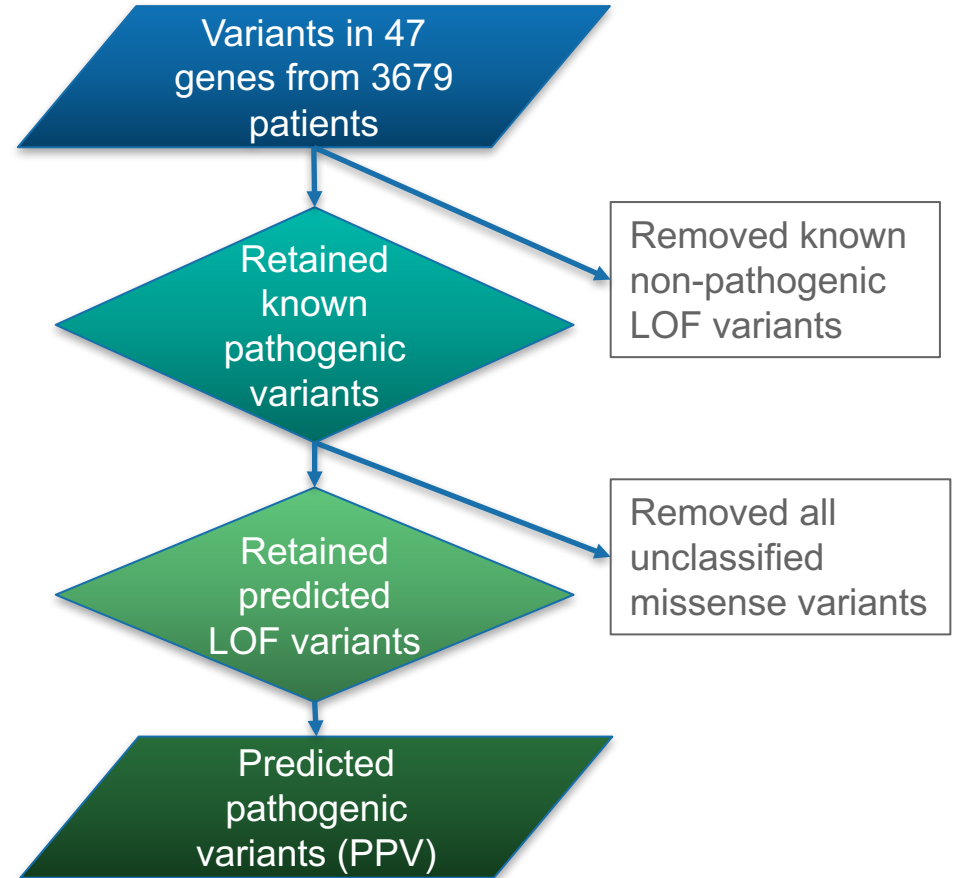 Variants in 47
genes from 3679
patients
Removed known
non-pathogenic
LOF variants
Retained
known
pathogenic
variants
Removed all
unclassified
missense variants
Retained
predicted
LOF variants
Predicted
pathogenic
variants (PPV)